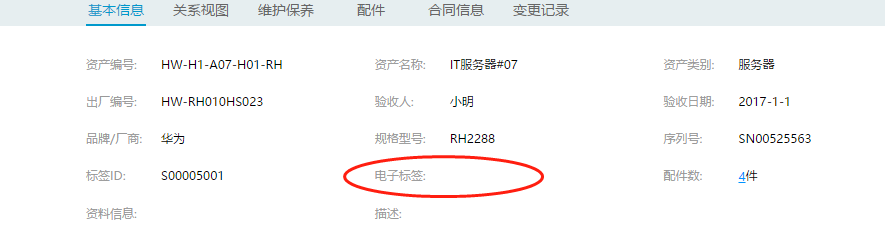 基本信息 关系视图 维护保养 配件 合同信息 变更记录
资产编号: HW-H1-A07-H01-RH 资产名称: IT服务器#07 资产类别: 服务器
出厂编号: HW-RH010HS023 验收人: 小明 验收日期: 2017-1-1
品牌/厂商: 华为 规格型号: RH2288 序列号: SN00525563
标签ID: S00005001 电子标签: 配件数: 4件
资料信息: 描述: